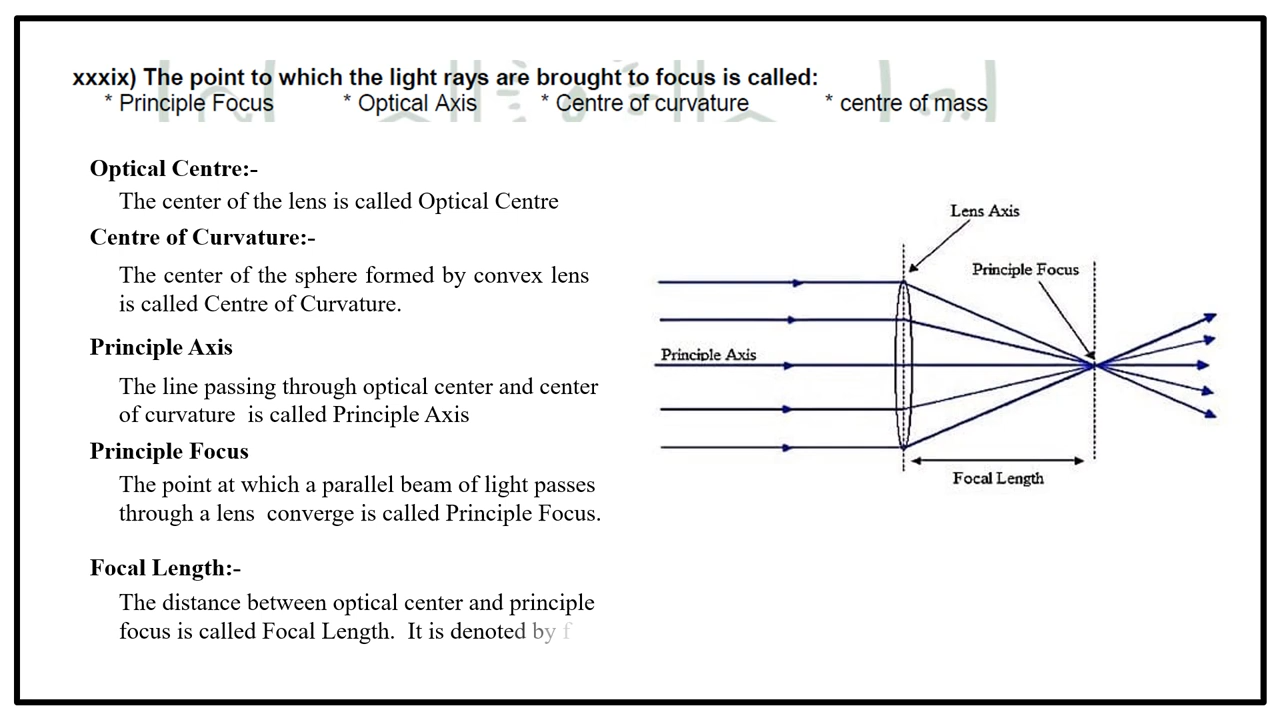 xxxix) The point to which the light rays are brought to focus is called:
* Principle Focus * Optical Axis * Centre of curvature * centre of mass
Optical Centre:-
The center of the lens is called Optical Centre
Centre of Curvature:-
The center of the sphere formed by convex lens
is called Centre of Curvature.
Principle Axis
The line passing through optical center and center
of curvature is called Principle Axis
Principle Focus
The point at which a parallel beam of light passes
through a lens converge is called Principle Focus.
Focal Length:-
The distance between optical center and principle
focus is called Focal Length. It is denoted by f
Lens Axis
Principle Focus
Principle Axis
Focal Length